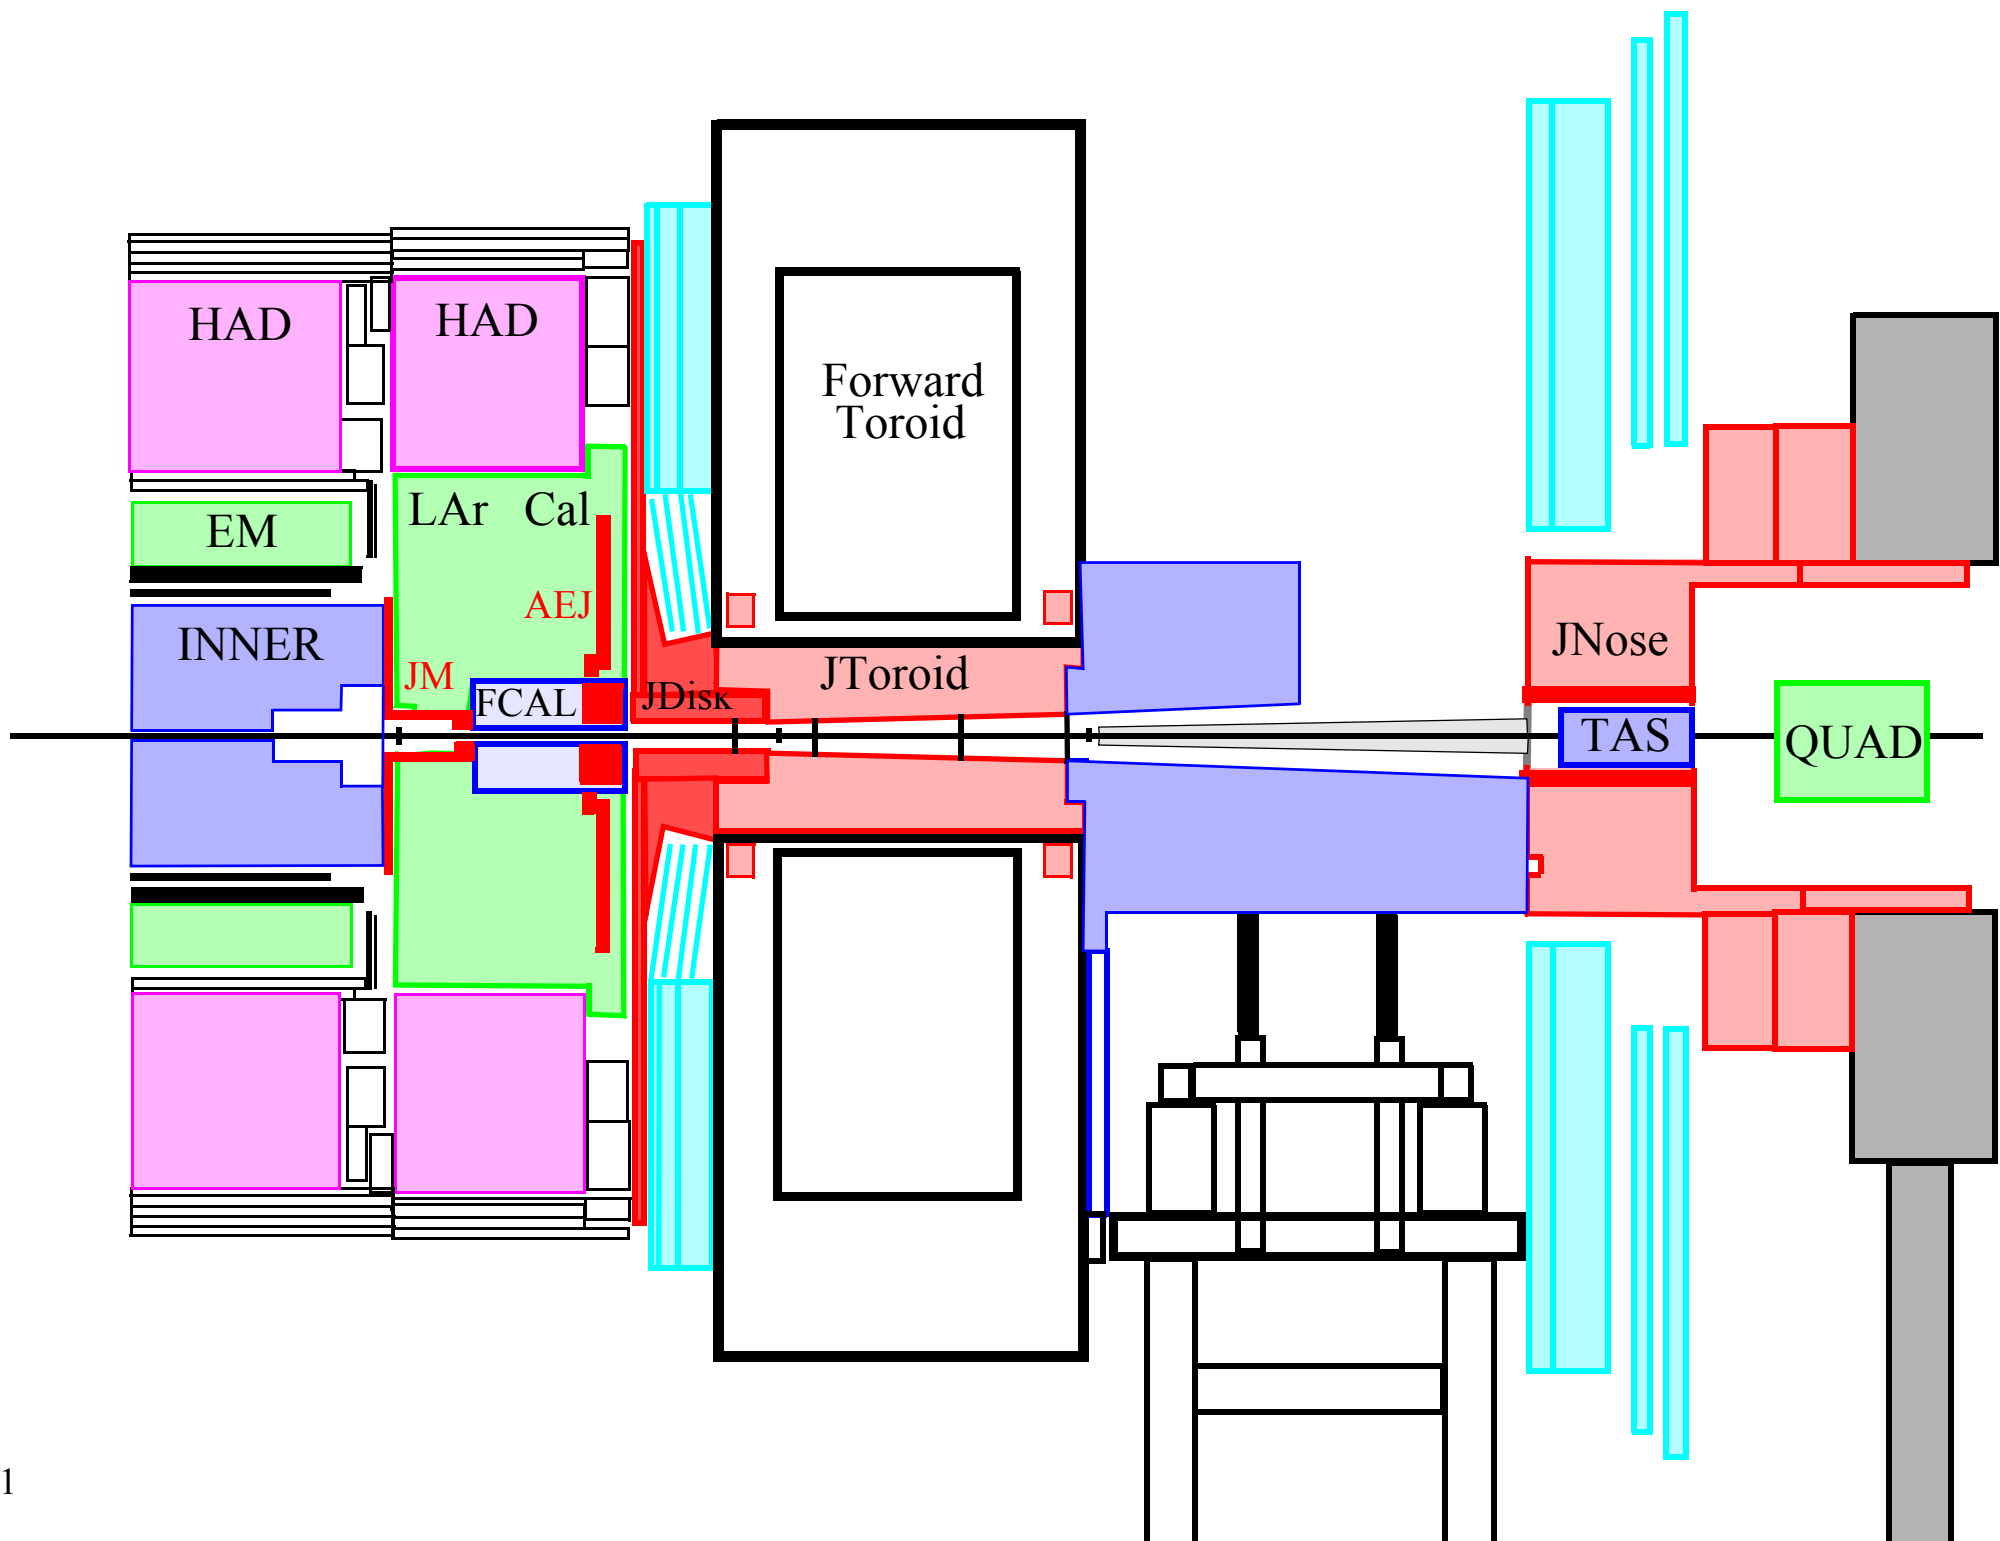 HAD
HAD
Forward
Toroid
LAr Cal
EM
AEJ
INNER
JM
FCAL
JDisk
JToroid
JNose
TAS
QUAD
1